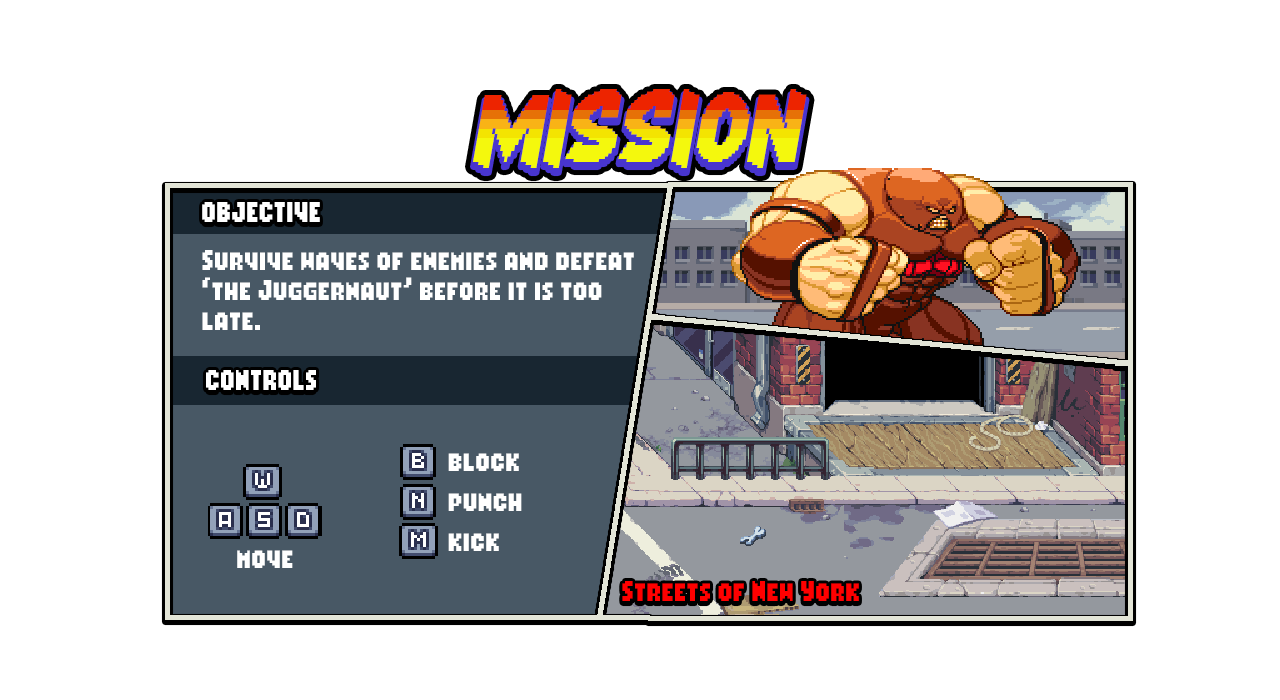 MISSION
OBJECTIVE
SURVIVE WAVES OF ENEMIES AND DEFEAT
'THE JUGGERNAUT' BEFORE IT IS TOO
LATE.
CONTROLS
W
A S D
MOVE
B BLOCK
N PUNCH
M KICK
STREETS OF NEW YORK